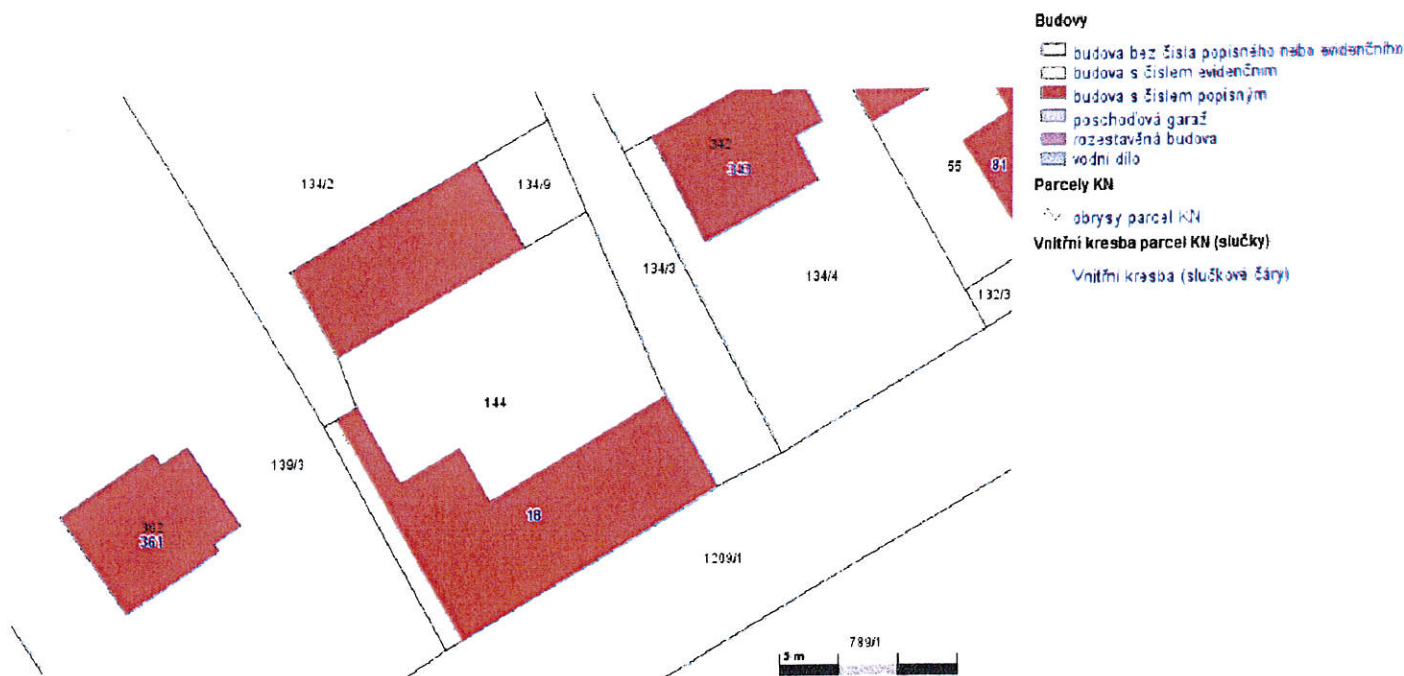 Budovy
budova bez čísla popisného nebo evidenčního
budova s číslem evidenčním
budova s číslem popisným
poschoďová garaž
rozestavěná budova
vodní dílo
Parcely KN
obrysy parcel KN
Vnitřní kresba parcel KN (slučky)
Vnitřní kresba (slučkové čáry)
342
343
55
81
134/2
134/9
134/3
134/4
132/3
144
139/3
18
362
361
1209/1
789/1
5 m